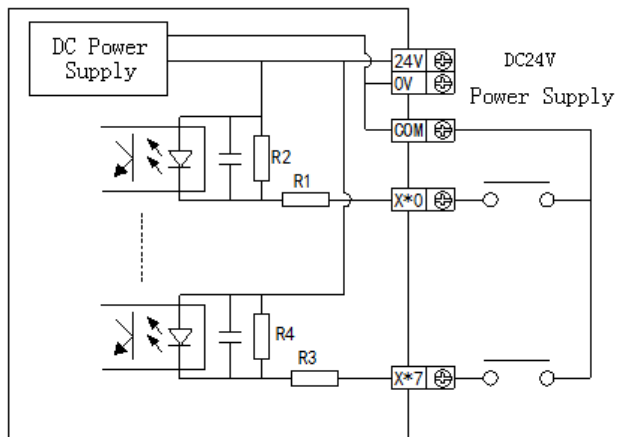 DC Power
Supply
24V
DC24V
0V
Power Supply
COM
R2
R1
X*0
R4
R3
X*7